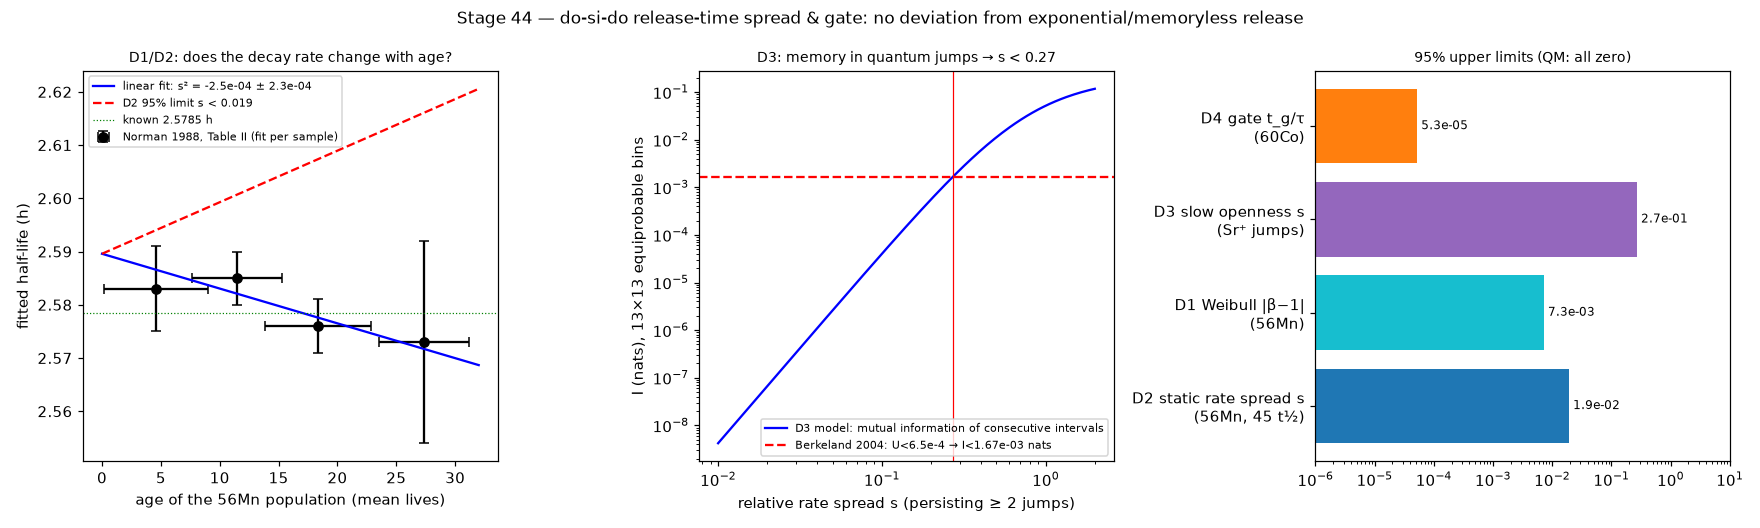 Stage 44 — do-si-do release-time spread & gate: no deviation from exponential/memoryless release
D1/D2: does the decay rate change with age?
linear fit: s² = -2.5e-04 ± 2.3e-04
D2 95% limit s < 0.019
known 2.5785 h
Norman 1988, Table II (fit per sample)
2.62
2.61
2.60
2.59
2.58
2.57
2.56
fitted half-life (h)
0 5 10 15 20 25 30
age of the 56Mn population (mean lives)
D3: memory in quantum jumps → s < 0.27
10⁻¹
10⁻²
10⁻³
10⁻⁴
10⁻⁵
10⁻⁶
10⁻⁷
10⁻⁸
I (nats), 13×13 equiprobable bins
D3 model: mutual information of consecutive intervals
Berkeland 2004: U<6.5e-4 → I<1.67e-03 nats
10⁻² 10⁻¹ 10⁰
relative rate spread s (persisting ≥ 2 jumps)
95% upper limits (QM: all zero)
D4 gate t_g/τ
(60Co)
5.3e-05
D3 slow openness s
(Sr⁺ jumps)
2.7e-01
D1 Weibull |β−1|
(56Mn)
7.3e-03
D2 static rate spread s
(56Mn, 45 t½)
1.9e-02
10⁻⁶ 10⁻⁵ 10⁻⁴ 10⁻³ 10⁻² 10⁻¹ 10⁰ 10¹